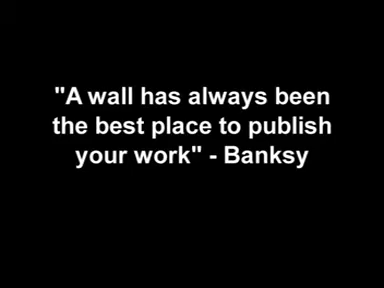 "A wall has always been
the best place to publish
your work" - Banksy